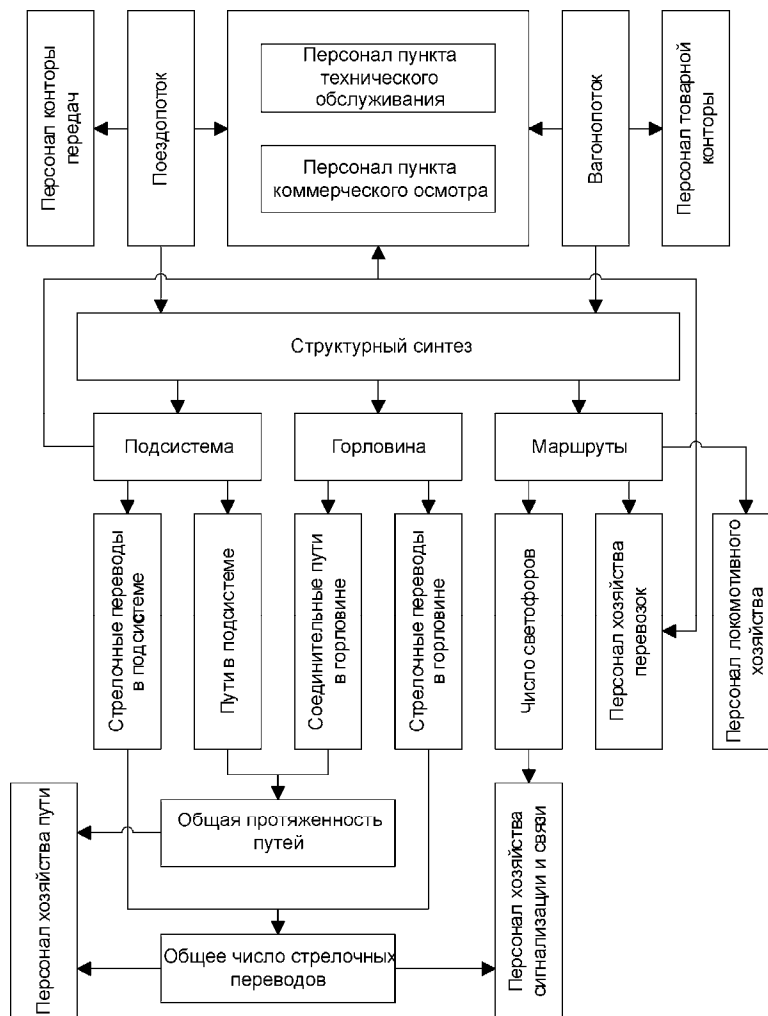 Персонал конторы
передач
Поездопоток
Персонал пункта
технического
обслуживания
Персонал пункта
коммерческого осмотра
Вагонопоток
Персонал товарной
конторы
Структурный синтез
Подсистема
Горловина
Маршруты
Стрелочные переводы
в подсистеме
Пути в подсистеме
Соединительные пути
в горловине
Стрелочные переводы
в горловине
Число светофоров
Персонал хозяйства
перевозок
Персонал локомотивного
хозяйства
Персонал хозяйства пути
Общая протяженность
путей
Общее число стрелочных
переводов
Персонал хозяйства
сигнализации и связи